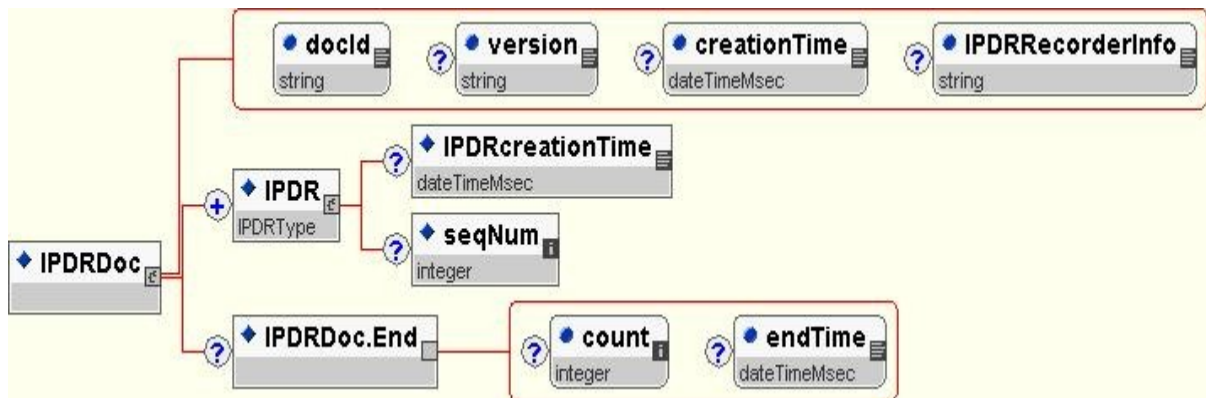 docId
string
? version
string
? creationTime
dateTimeMsec
? IPDRRecorderInfo
string
? IPDRcreationTime
dateTimeMsec
+ IPDR
IPDRType
? seqNum
integer
IPDRDoc
? IPDRDoc.End
? count
integer
? endTime
dateTimeMsec